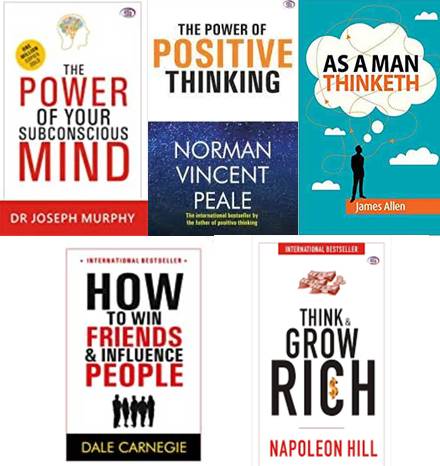 ONE
MILLION
COPIES
SOLD
THE
POWER
OF YOUR
SUBCONSCIOUS
MIND
DR JOSEPH MURPHY
THE POWER OF
POSITIVE
THINKING
NORMAN
VINCENT
PEALE
The international bestseller by
the father of positive thinking
AS A MAN
THINKETH
James Allen
INTERNATIONAL BESTSELLER
HOW
TO WIN
FRIENDS
& INFLUENCE
PEOPLE
DALE CARNEGIE
INTERNATIONAL BESTSELLER
THINK &
GROW
RICH
NAPOLEON HILL